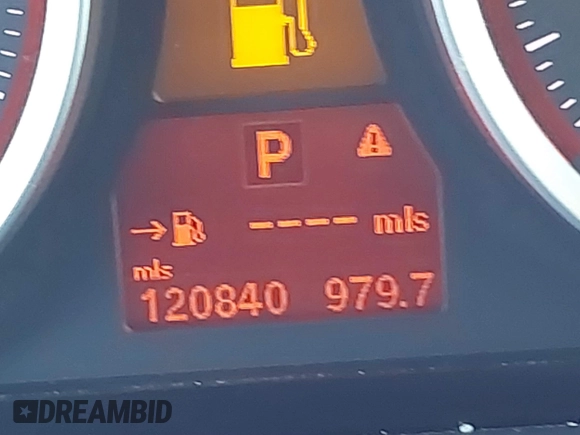 P
---- mls
mls
120840 979.7
DREAMBID